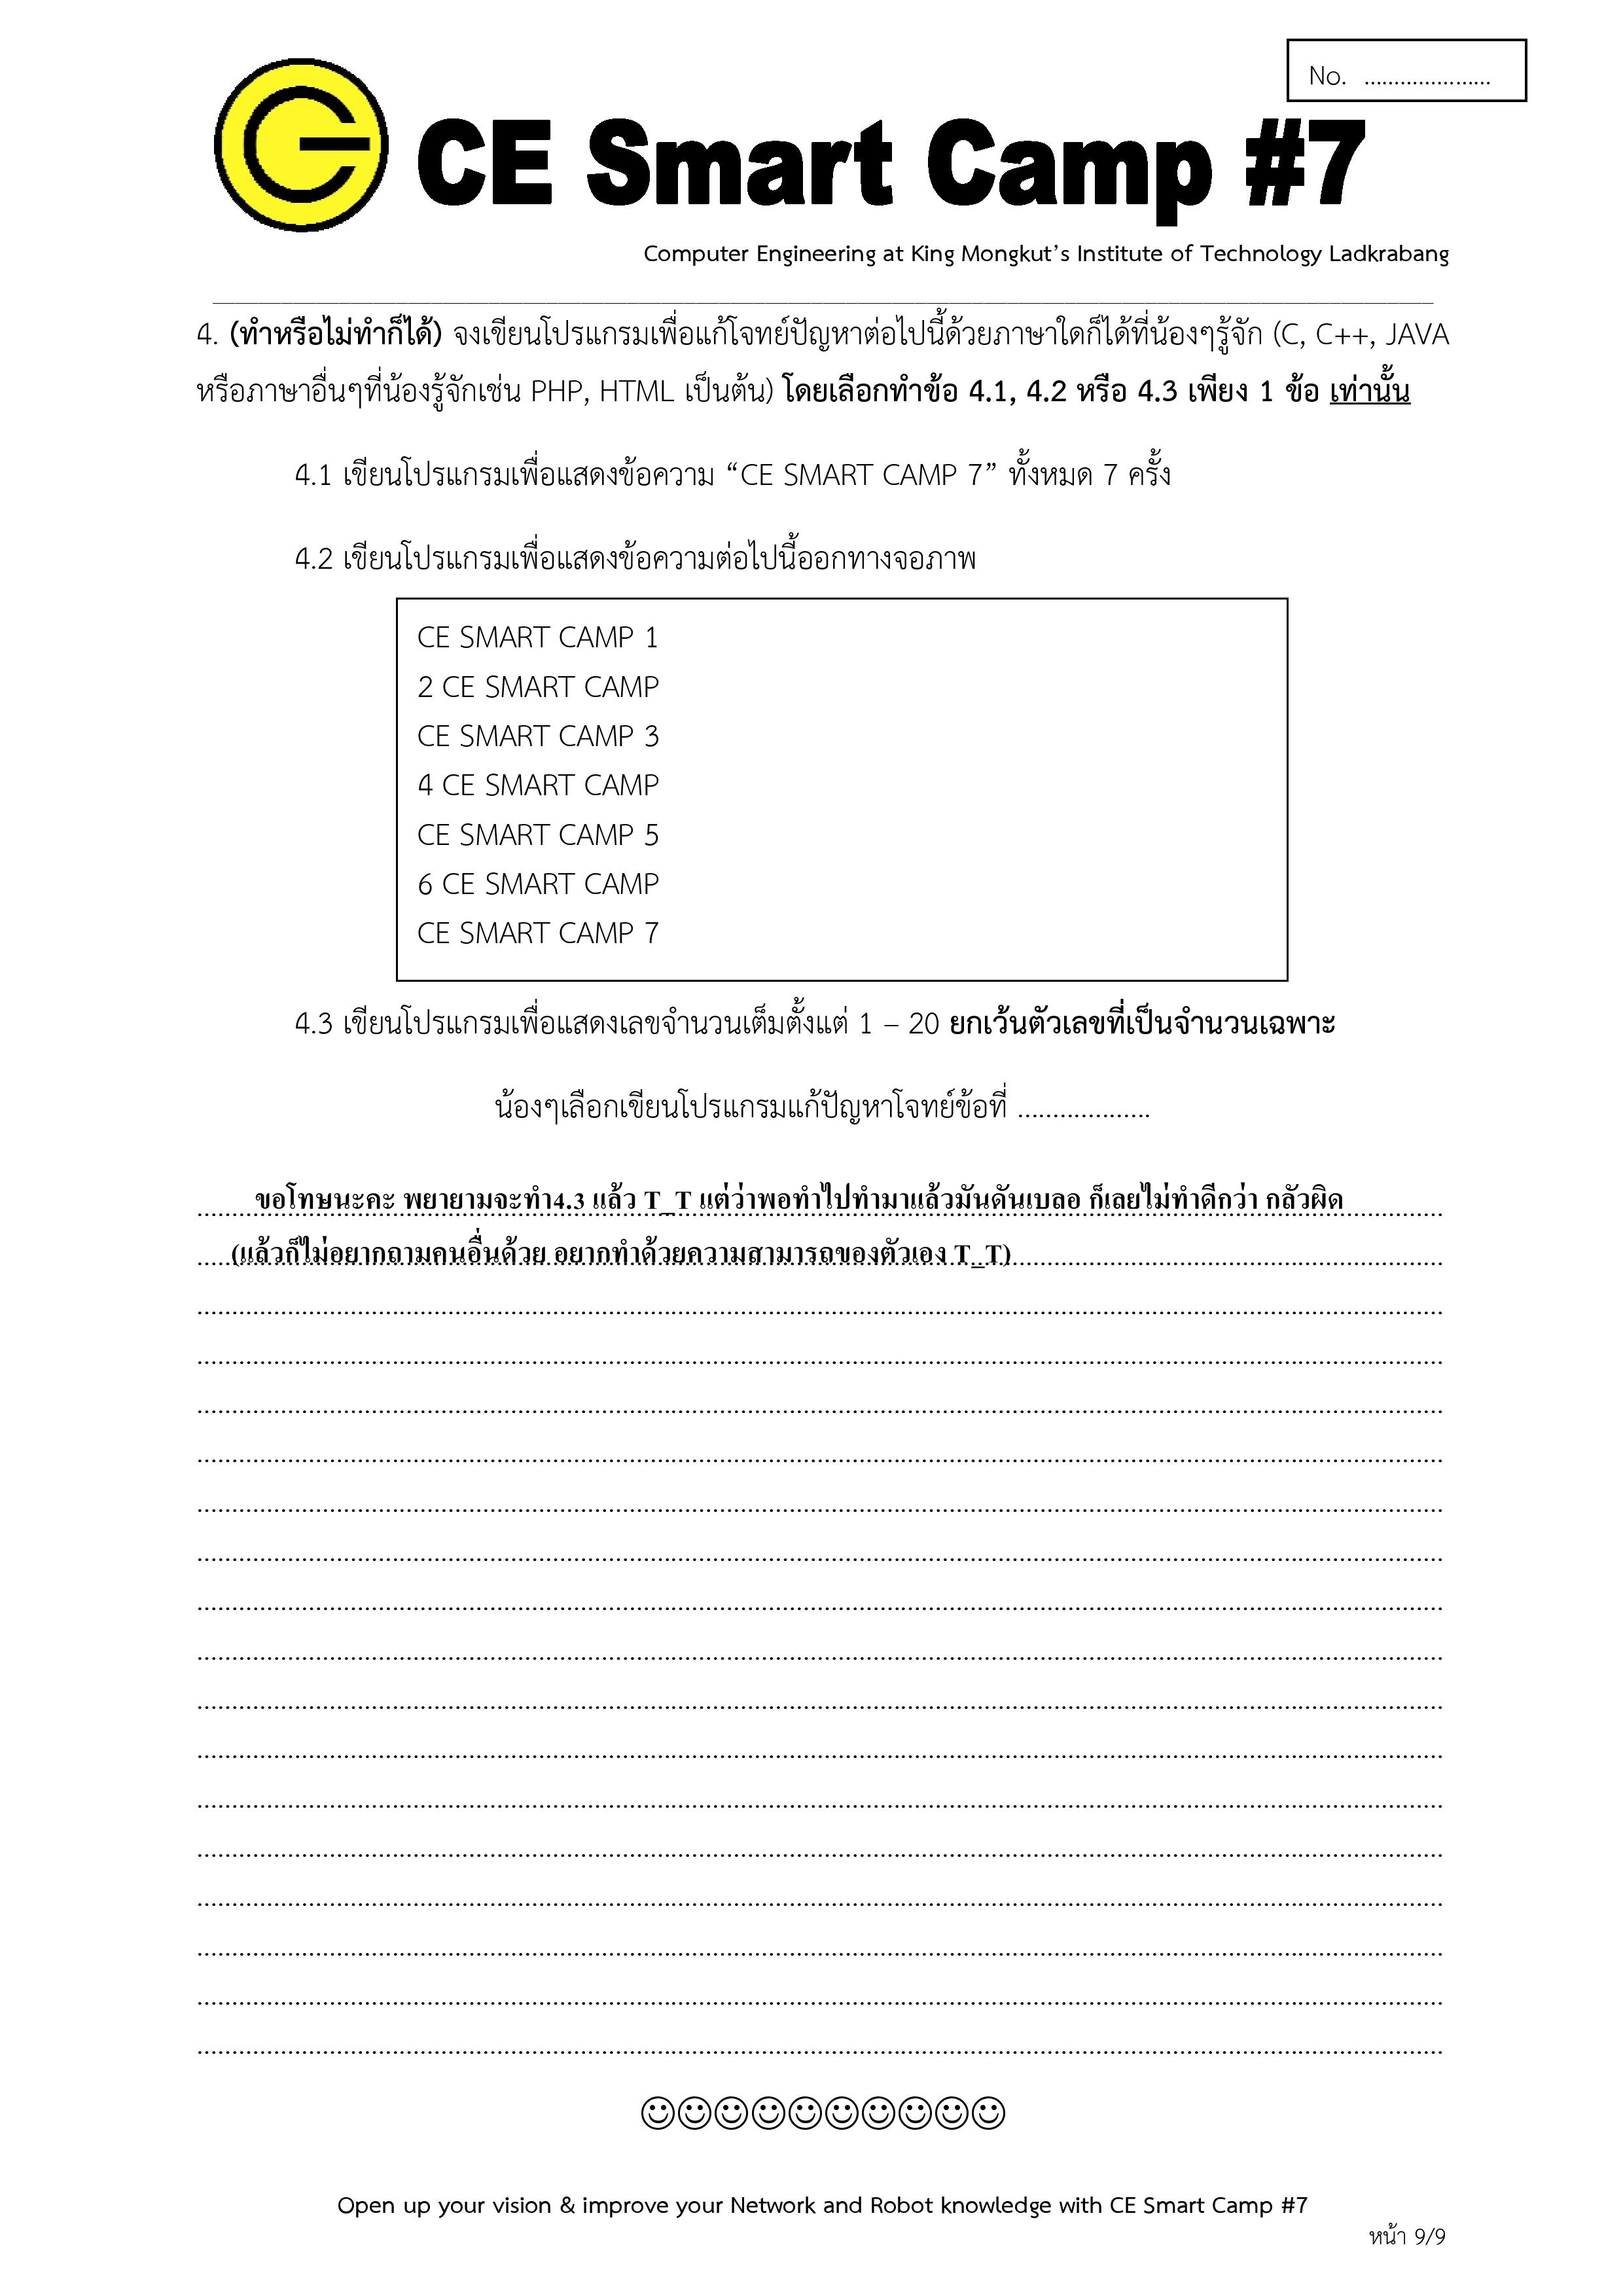 No. .....................
CE Smart Camp #7
Computer Engineering at King Mongkut’s Institute of Technology Ladkrabang
4. (ทำหรือไม่ทำก็ได้) จงเขียนโปรแกรมเพื่อแก้โจทย์ปัญหาต่อไปนี้ด้วยภาษาใดก็ได้ที่น้องๆรู้จัก (C, C++, JAVA
หรือภาษาอื่นๆที่น้องรู้จักเช่น PHP, HTML เป็นต้น) โดยเลือกทำข้อ 4.1, 4.2 หรือ 4.3 เพียง 1 ข้อ เท่านั้น
4.1 เขียนโปรแกรมเพื่อแสดงข้อความ “CE SMART CAMP 7” ทั้งหมด 7 ครั้ง
4.2 เขียนโปรแกรมเพื่อแสดงข้อความต่อไปนี้ออกทางจอภาพ
CE SMART CAMP 1
2 CE SMART CAMP
CE SMART CAMP 3
4 CE SMART CAMP
CE SMART CAMP 5
6 CE SMART CAMP
CE SMART CAMP 7
4.3 เขียนโปรแกรมเพื่อแสดงเลขจำนวนเต็มตั้งแต่ 1 – 20 ยกเว้นตัวเลขที่เป็นจำนวนเฉพาะ
น้องๆเลือกเขียนโปรแกรมแก้ปัญหาโจทย์ข้อที่ ...................
ขอโทษนะคะ พยายามจะทำ4.3 แล้ว T_T แต่ว่าพอทำไปทำมาแล้วมันดันเบลอ ก็เลยไม่ทำดีกว่า กลัวผิด
(แล้วก็ไม่อยากถามคนอื่นด้วย อยากทำด้วยความสามารถของตัวเอง T_T)
Open up your vision & improve your Network and Robot knowledge with CE Smart Camp #7
หน้า 9/9